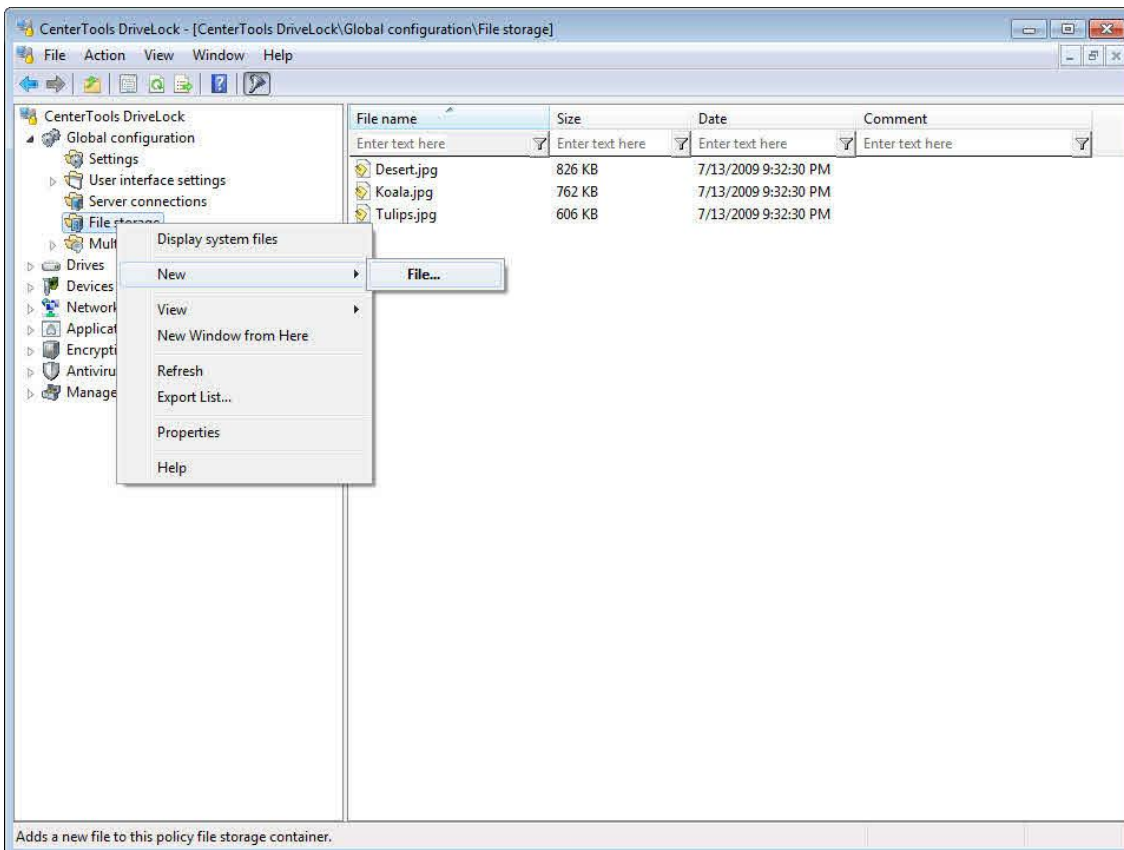 CenterTools DriveLock - [CenterTools DriveLock\Global configuration\File storage]
File Action View Window Help
CenterTools DriveLock
Global configuration
Settings
User interface settings
Server connections
File storage
Mult
Drives
Devices
Network
Applicat
Encrypti
Antiviru
Manage
Display system files
New
File...
View
New Window from Here
Refresh
Export List...
Properties
Help
File name Size Date Comment
Enter text here Enter text here Enter text here Enter text here
Desert.jpg 826 KB 7/13/2009 9:32:30 PM
Koala.jpg 762 KB 7/13/2009 9:32:30 PM
Tulips.jpg 606 KB 7/13/2009 9:32:30 PM
Adds a new file to this policy file storage container.